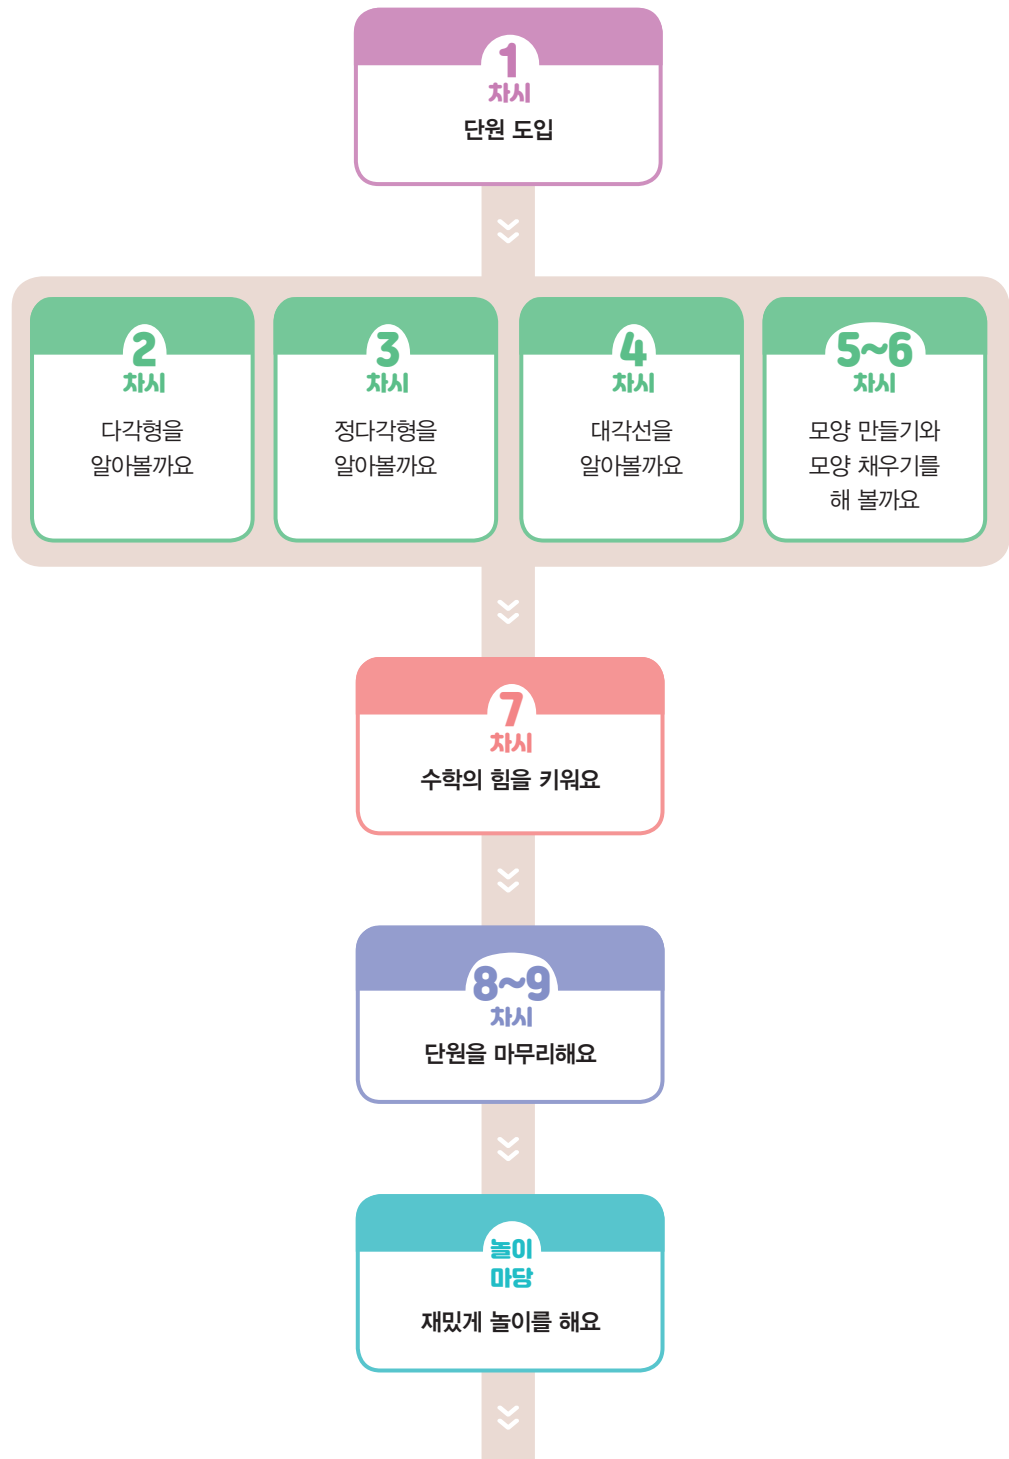 1
차시
단원 도입
2
차시
다각형을
알아볼까요
3
차시
정다각형을
알아볼까요
4
차시
대각선을
알아볼까요
5~6
차시
모양 만들기와
모양 채우기를
해 볼까요
7
차시
수학의 힘을 키워요
8~9
차시
단원을 마무리해요
놀이
마당
재밌게 놀이를 해요